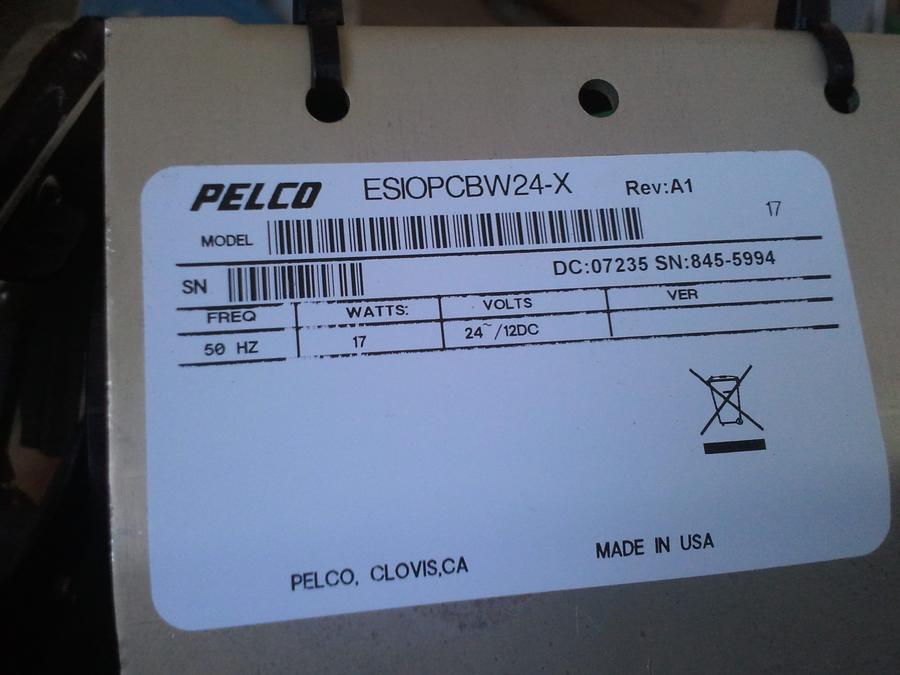 PELCO ESIOPCBW24-X Rev:A1
17
MODEL
DC:07235 SN:845-5994
SN
FREQ WATTS: VOLTS VER
50 HZ 17 24~/12DC
PELCO, CLOVIS,CA MADE IN USA